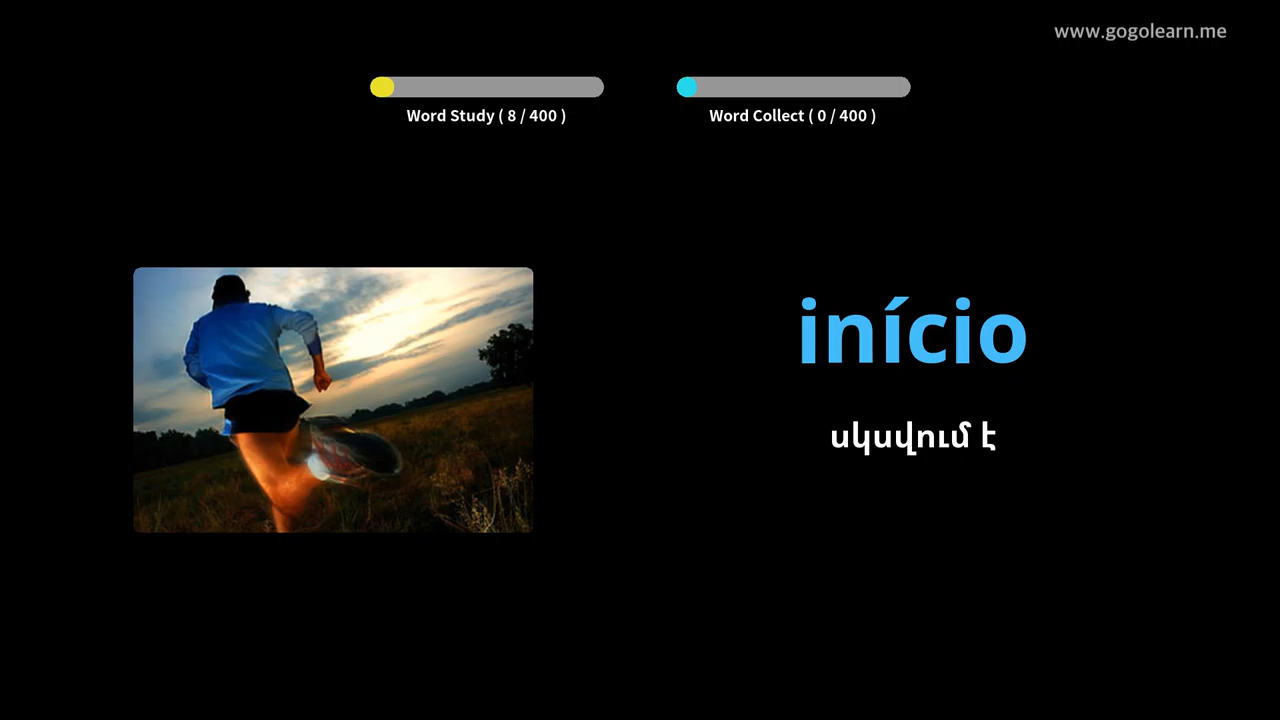 www.gogolearn.me
Word Study ( 8 / 400 )
Word Collect ( 0 / 400 )
início
սկսվում է